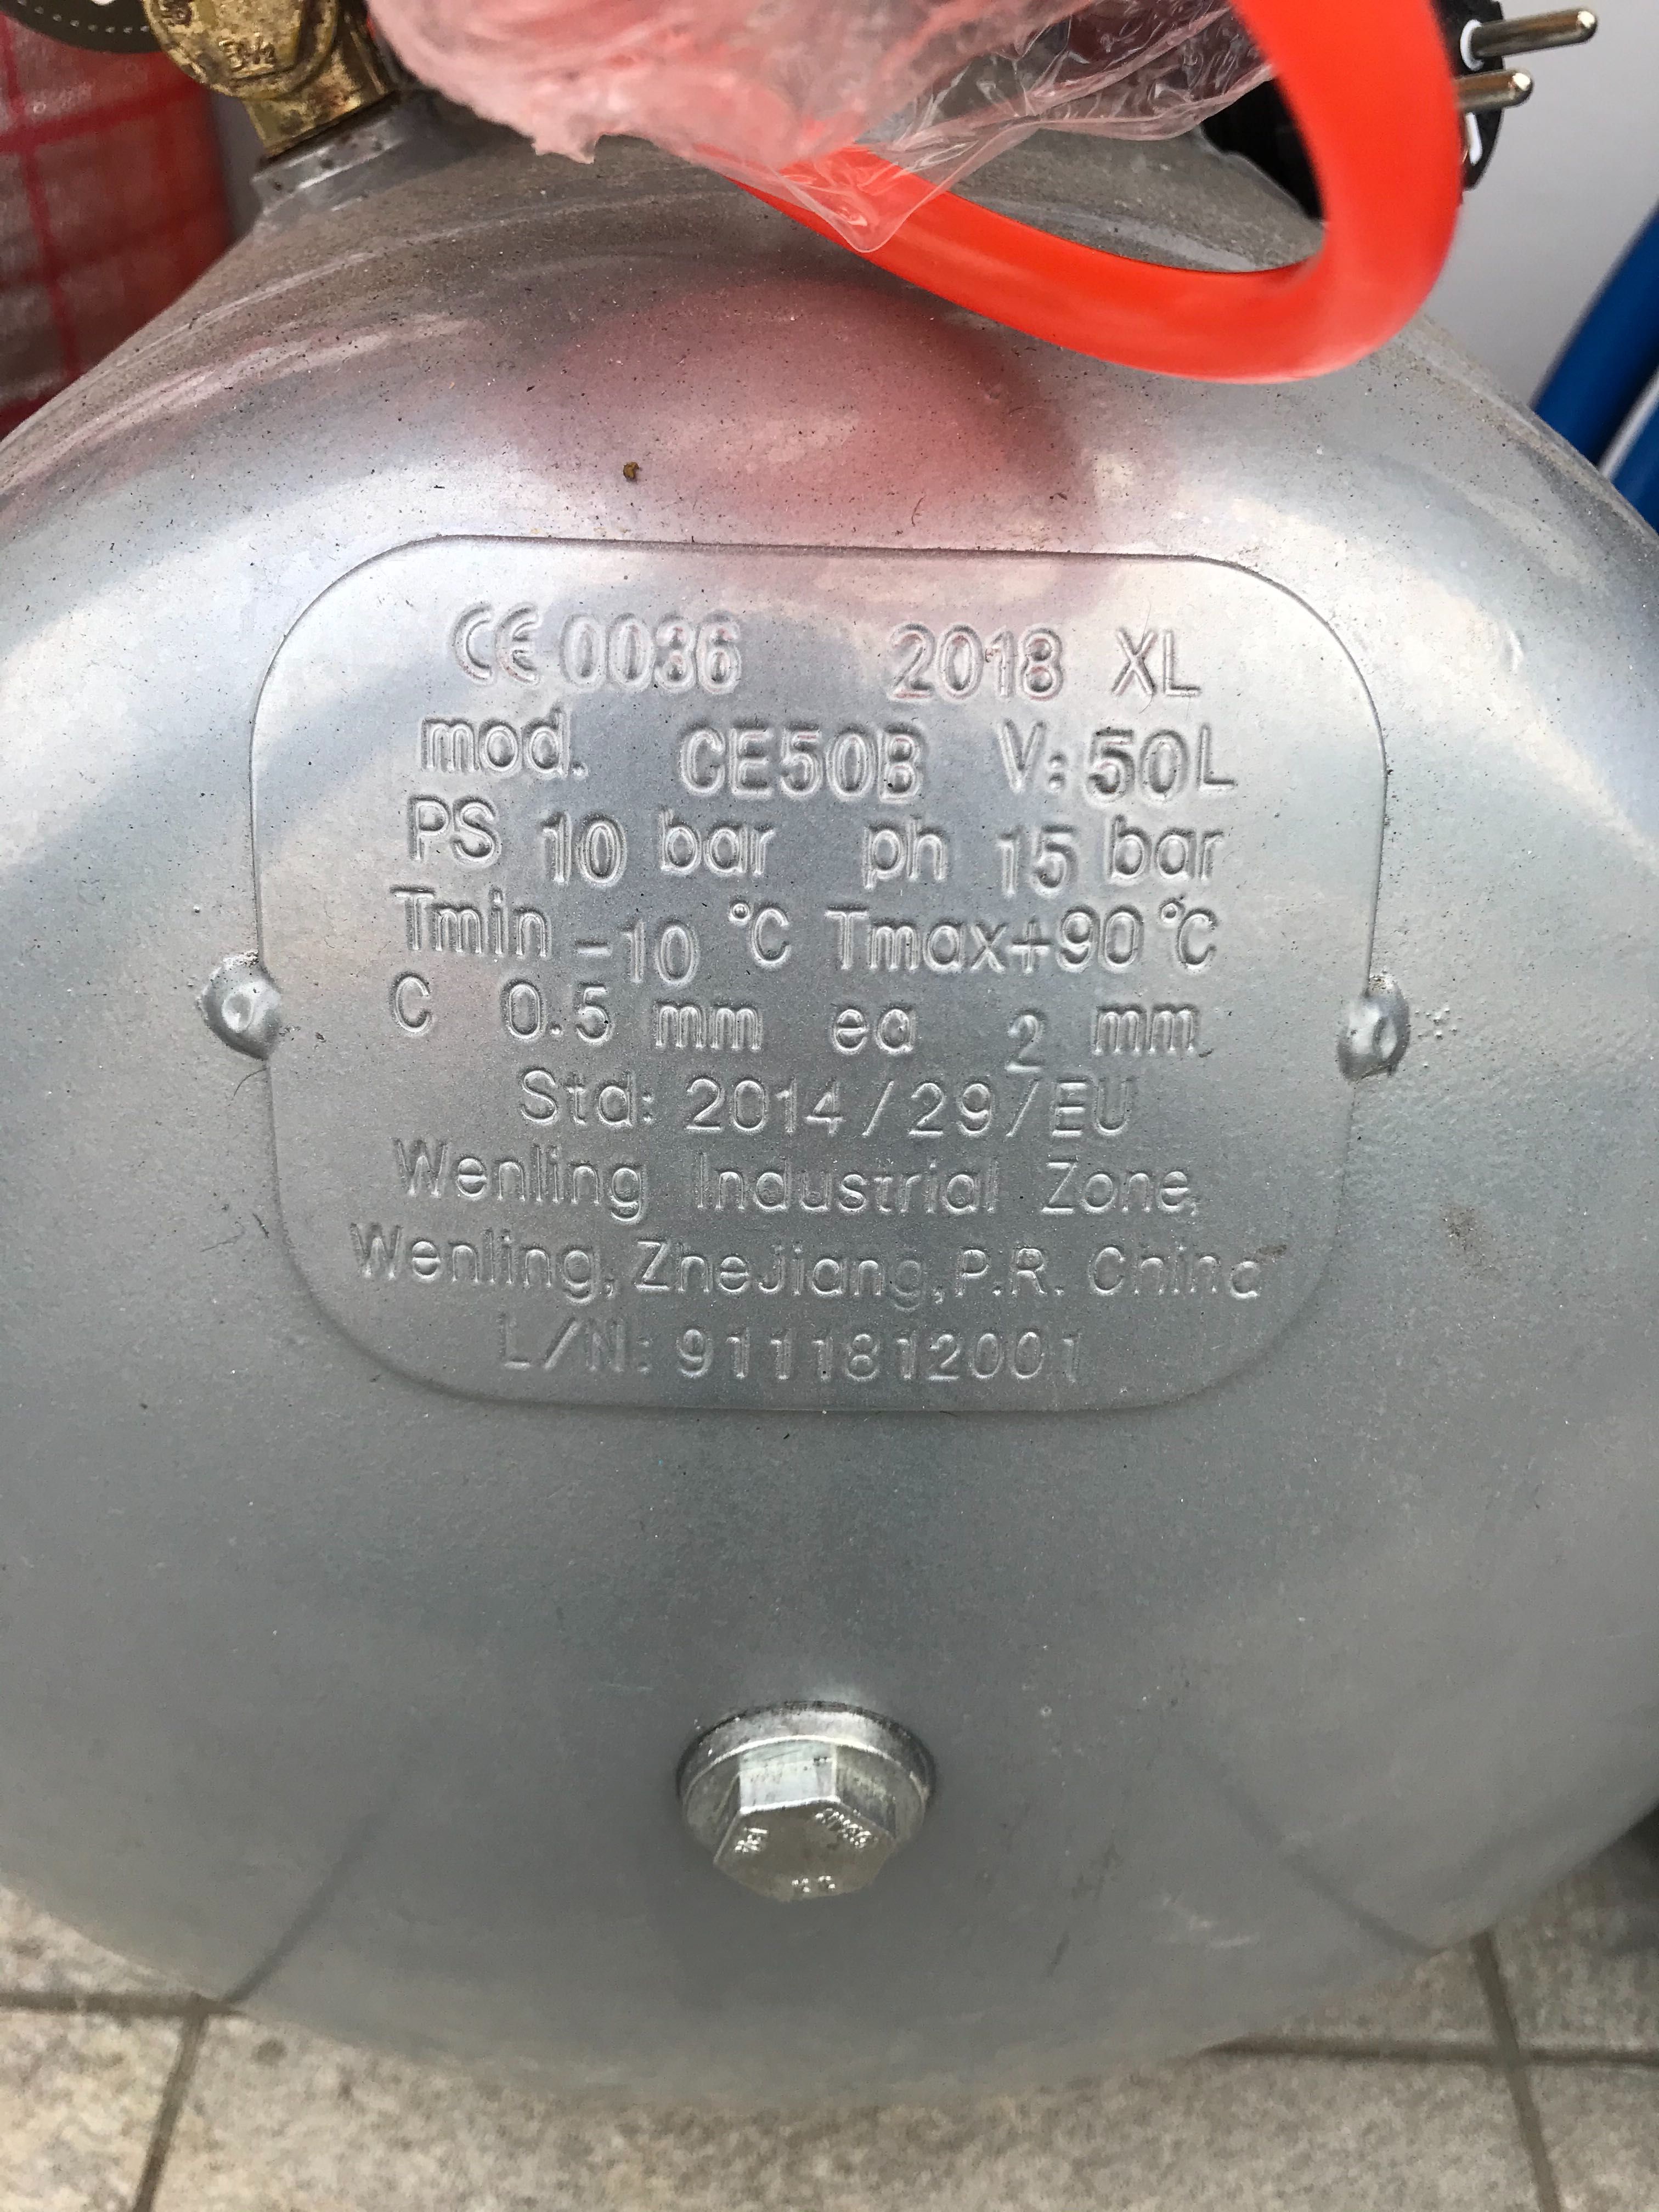 CE 0036 2018 XL
mod. CE50B V: 50L
PS 10 bar ph 15 bar
Tmin -10 °C Tmax+90 °C
C 0.5 mm ea 2 mm
Std: 2014/29/EU
Wenling Industrial Zone,
Wenling, ZheJiang, P.R. China
L/N: 9111812001